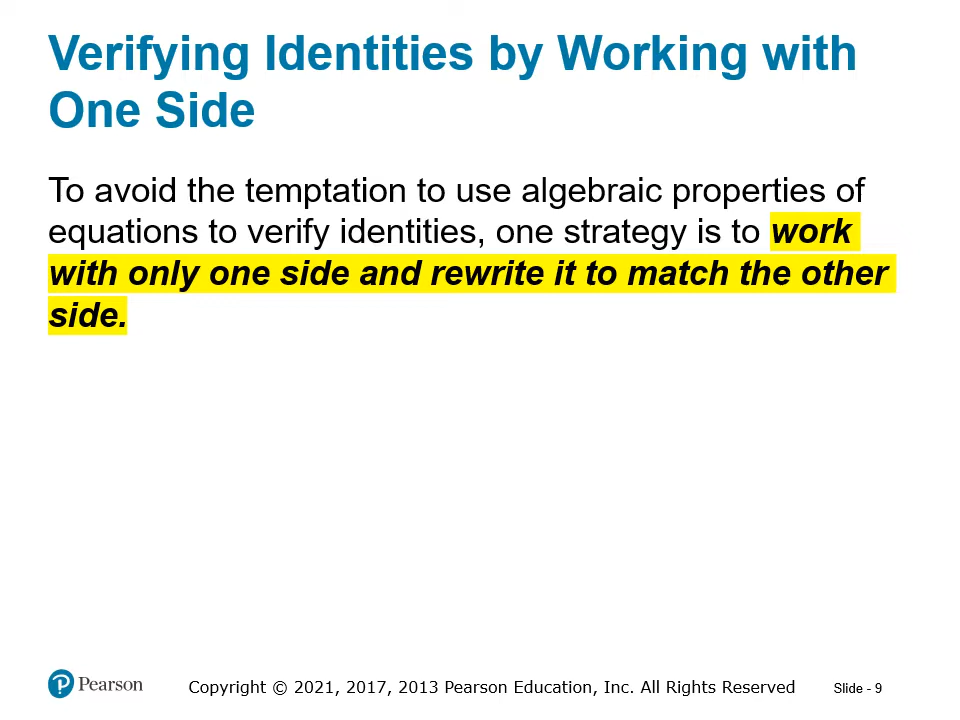 Verifying Identities by Working with
One Side
To avoid the temptation to use algebraic properties of
equations to verify identities, one strategy is to work
with only one side and rewrite it to match the other
side.
Pearson
Copyright © 2021, 2017, 2013 Pearson Education, Inc. All Rights Reserved
Slide - 9